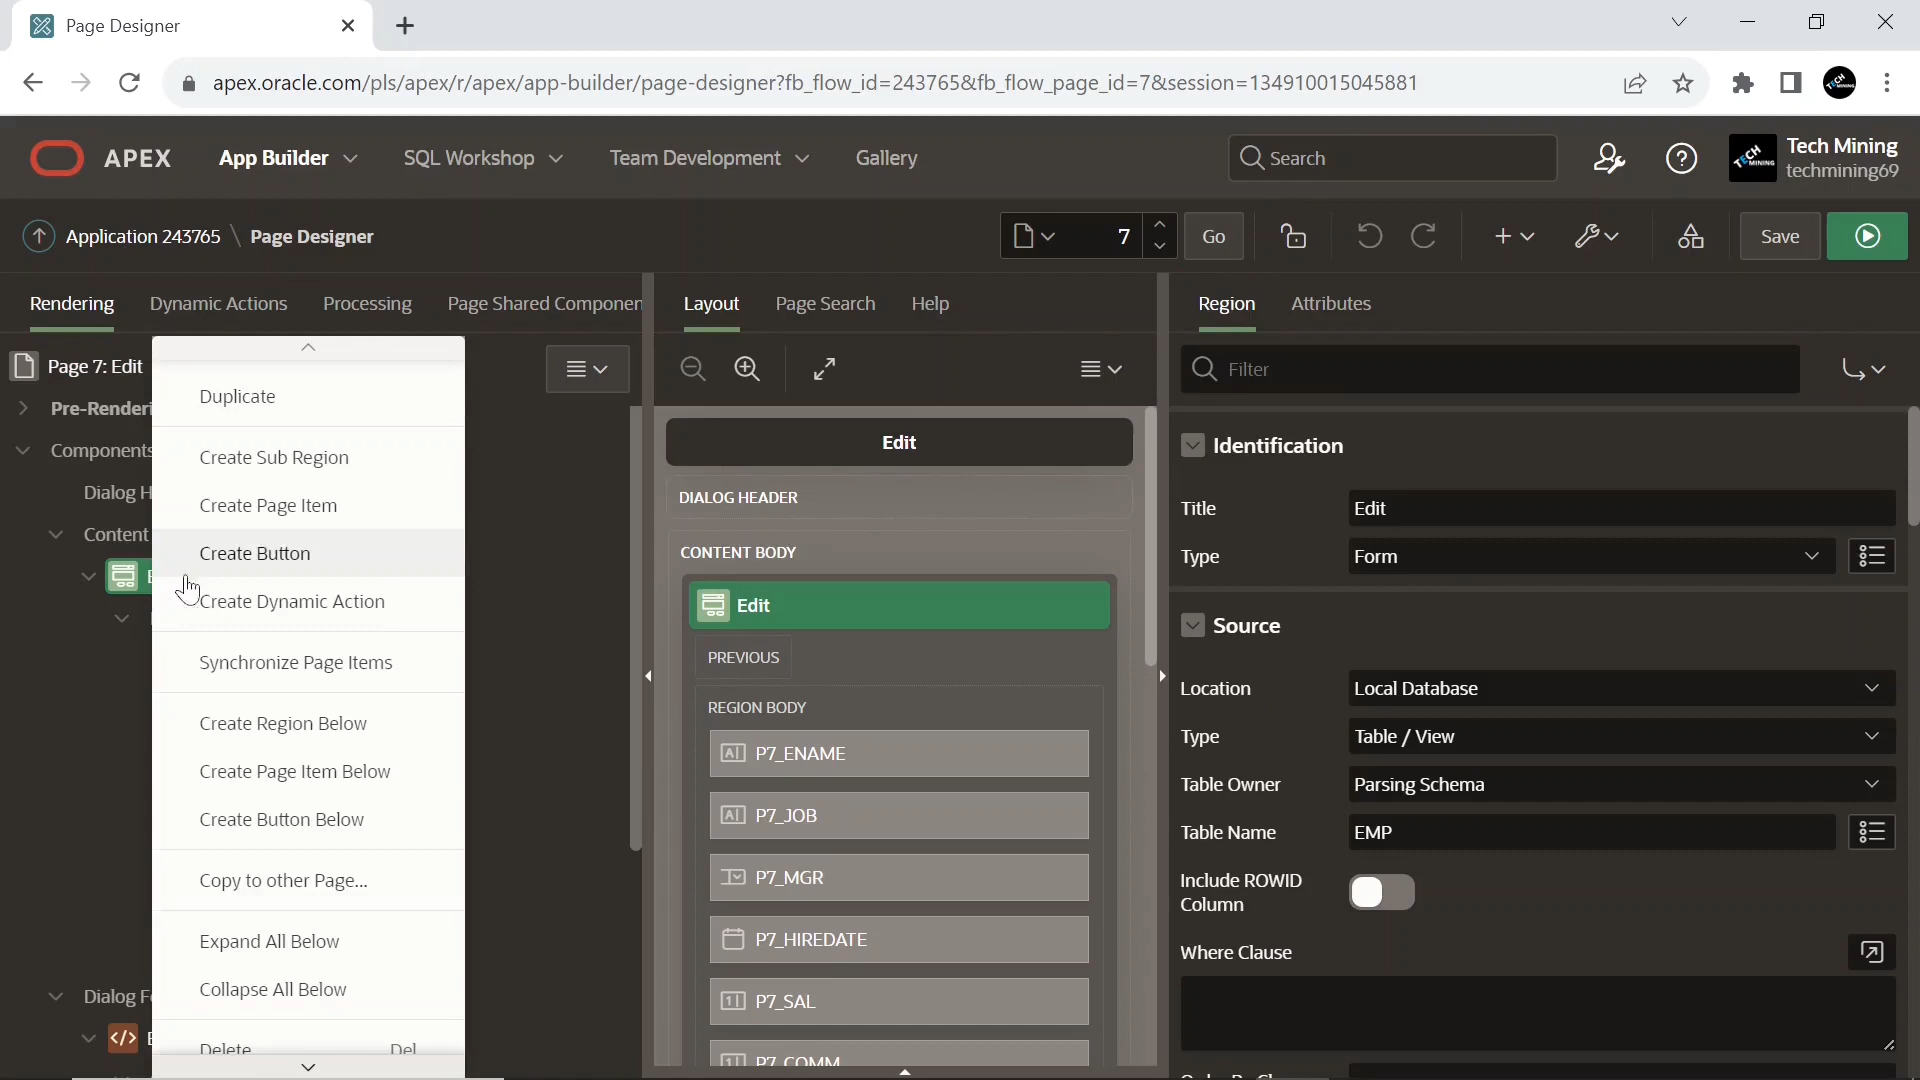 Page Designer
apex.oracle.com/pls/apex/r/apex/app-builder/page-designer?fb_flow_id=243765&fb_flow_page_id=7&session=134910015045881
APEX App Builder SQL Workshop Team Development Gallery Search Tech Mining
techmining69
TECH MINING
Application 243765 \ Page Designer 7 Go Save
Rendering Dynamic Actions Processing Page Shared Componen
Layout Page Search Help
Region Attributes
Page 7: Edit
Pre-Renderi
Components
Dialog H
Content
Dialog F
Duplicate
Create Sub Region
Create Page Item
Create Button
Create Dynamic Action
Synchronize Page Items
Create Region Below
Create Page Item Below
Create Button Below
Copy to other Page...
Expand All Below
Collapse All Below
Delete Del
Edit
DIALOG HEADER
CONTENT BODY
Edit
PREVIOUS
REGION BODY
P7_ENAME
P7_JOB
P7_MGR
P7_HIREDATE
P7_SAL
P7_COMM
Filter
Identification
Title Edit
Type Form
Source
Location Local Database
Type Table / View
Table Owner Parsing Schema
Table Name EMP
Include ROWID
Column
Where Clause